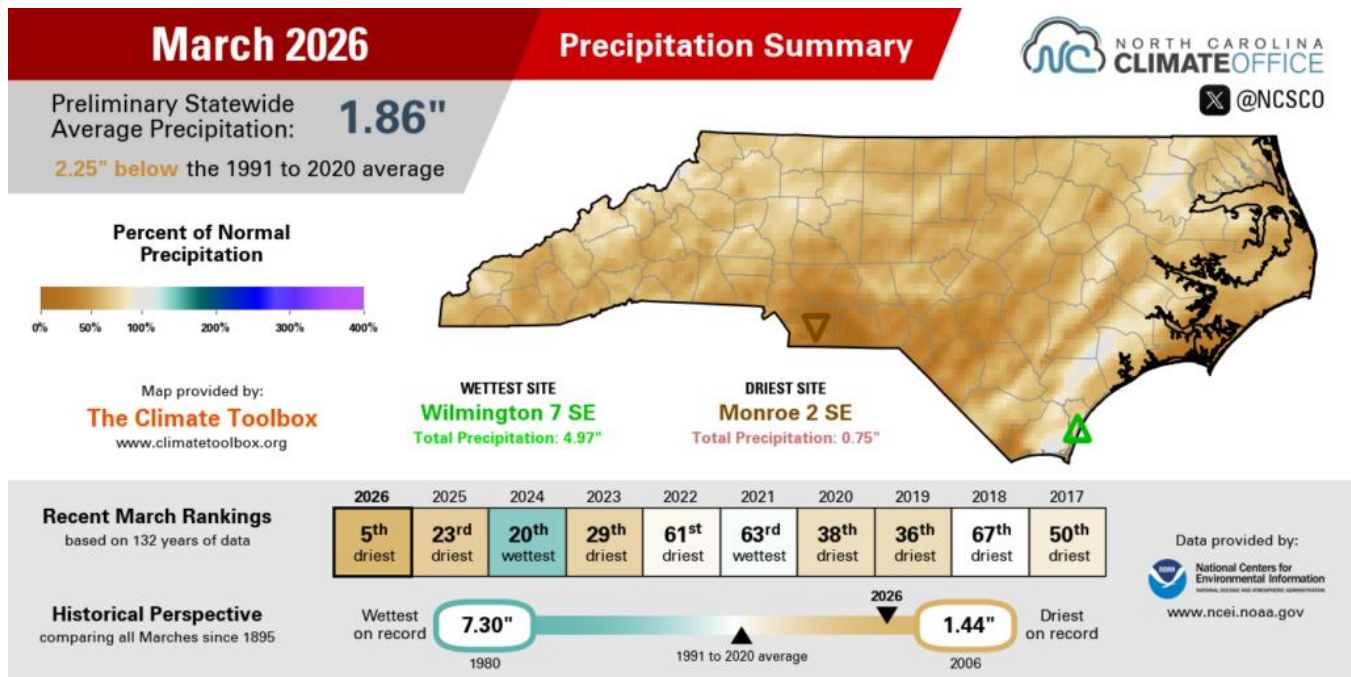 March 2026
Precipitation Summary
NORTH CAROLINA
NC
CLIMATEOFFICE
@NCSCO
Preliminary Statewide
Average Precipitation:
1.86"
2.25" below the 1991 to 2020 average
Percent of Normal
Precipitation
0% 50% 100% 200% 300% 400%
Map provided by:
The Climate Toolbox
www.climatetoolbox.org
WETTEST SITE
Wilmington 7 SE
Total Precipitation: 4.97"
DRIEST SITE
Monroe 2 SE
Total Precipitation: 0.75"
Recent March Rankings
based on 132 years of data
2026 2025 2024 2023 2022 2021 2020 2019 2018 2017
5th 23rd 20th 29th 61st 63rd 38th 36th 67th 50th
driest driest wettest driest driest wettest driest driest driest driest
Data provided by:
NOAA
National Centers for
Environmental Information
NATIONAL OCEANIC AND ATMOSPHERIC ADMINISTRATION
www.ncei.noaa.gov
Historical Perspective
comparing all Marches since 1895
Wettest
on record
7.30"
1980
1991 to 2020 average
2026
1.44"
2006
Driest
on record